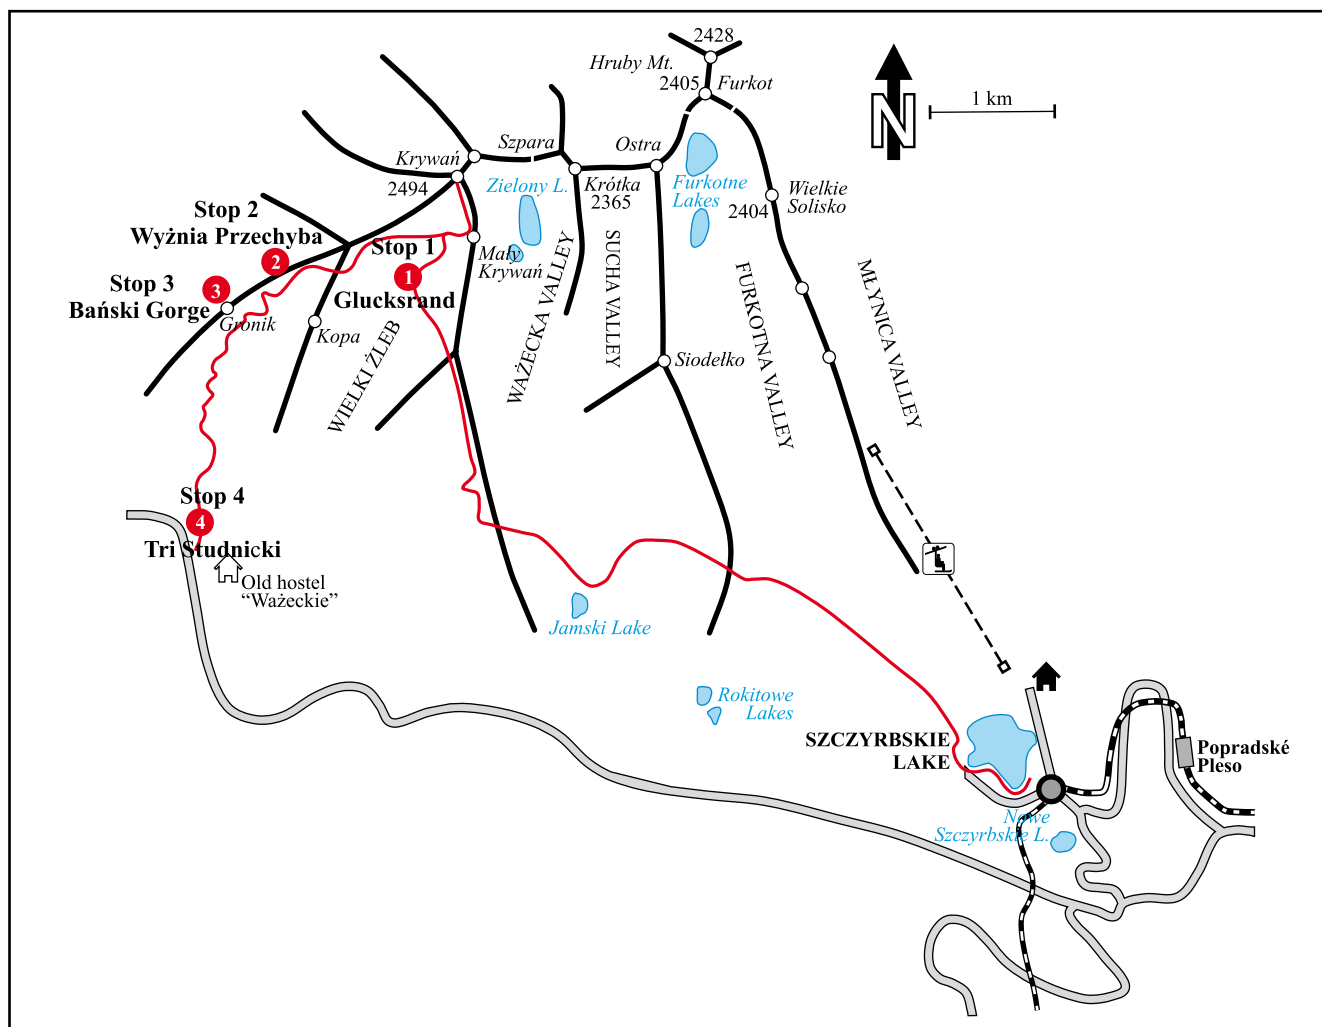 2428
Hruby Mt.
2405
Furkot
N
1 km
Szpara
Ostra
Krywań
2494
Zielony L.
Krótka
2365
Furkotne
Lakes
Wielkie
Solisko
2404
Stop 2
Wyżnia Przechyba
2
Stop 1
1
Glucksrand
Mały
Krywań
Stop 3
Bański Gorge
3
Gronik
Kopa
WIELKI ŻLEB
WAŻECKA VALLEY
SUCHA VALLEY
FURKOTNA VALLEY
MŁYNICA VALLEY
Siodełko
Stop 4
4
Tri Studnicki
Old hostel
“Ważeckie”
Jamski Lake
Rokitowe
Lakes
SZCZYRBSKIE
LAKE
Popradské
Pleso
Nowe
Szczyrbskie L.